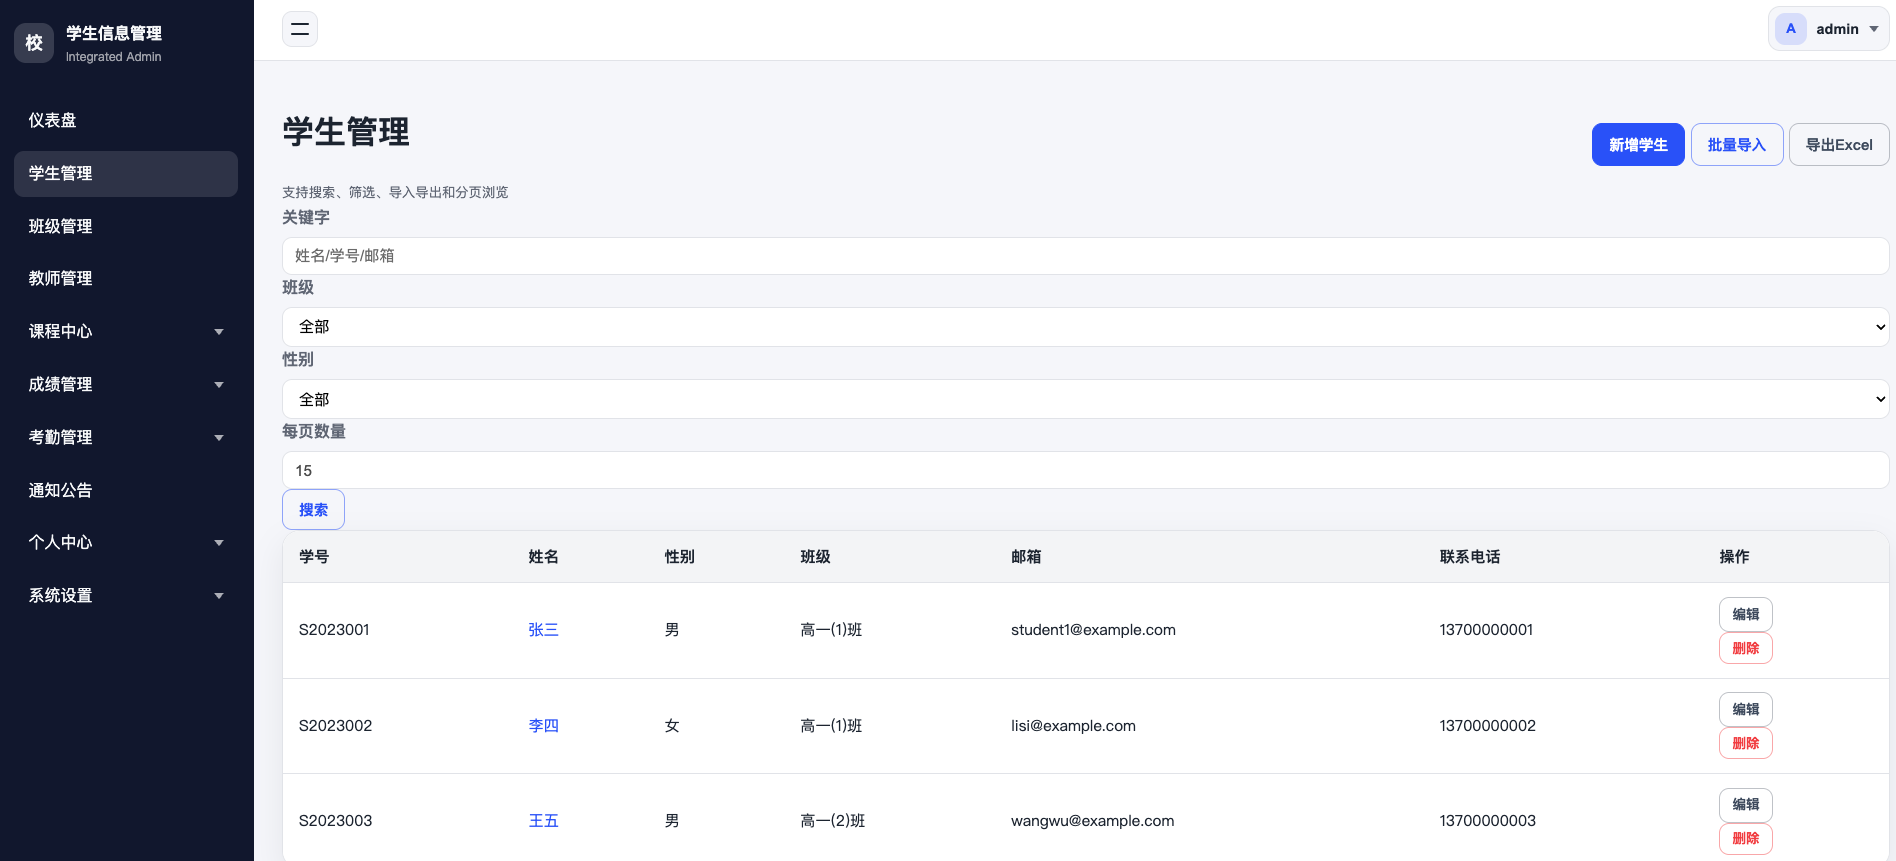 校
学生信息管理
Integrated Admin
仪表盘
学生管理
班级管理
教师管理
课程中心
成绩管理
考勤管理
通知公告
个人中心
系统设置
A admin
学生管理
新增学生 批量导入 导出Excel
支持搜索、筛选、导入导出和分页浏览
关键字
姓名/学号/邮箱
班级
全部
性别
全部
每页数量
15
搜索
学号 姓名 性别 班级 邮箱 联系电话 操作
S2023001 张三 男 高一(1)班 student1@example.com 13700000001 编辑
删除
S2023002 李四 女 高一(1)班 lisi@example.com 13700000002 编辑
删除
S2023003 王五 男 高一(2)班 wangwu@example.com 13700000003 编辑
删除